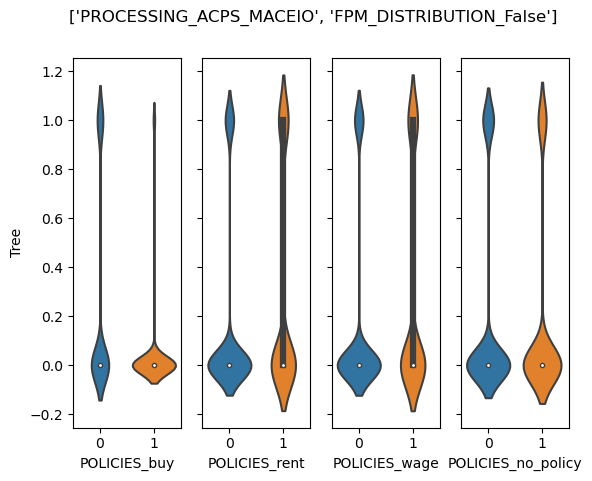 ['PROCESSING_ACPS_MACEIO', 'FPM_DISTRIBUTION_False']
1.2
1.0
0.8
0.6
0.4
0.2
0.0
−0.2
Tree
0 1 0 1 0 1 0 1
POLICIES_buy POLICIES_rent POLICIES_wage POLICIES_no_policy